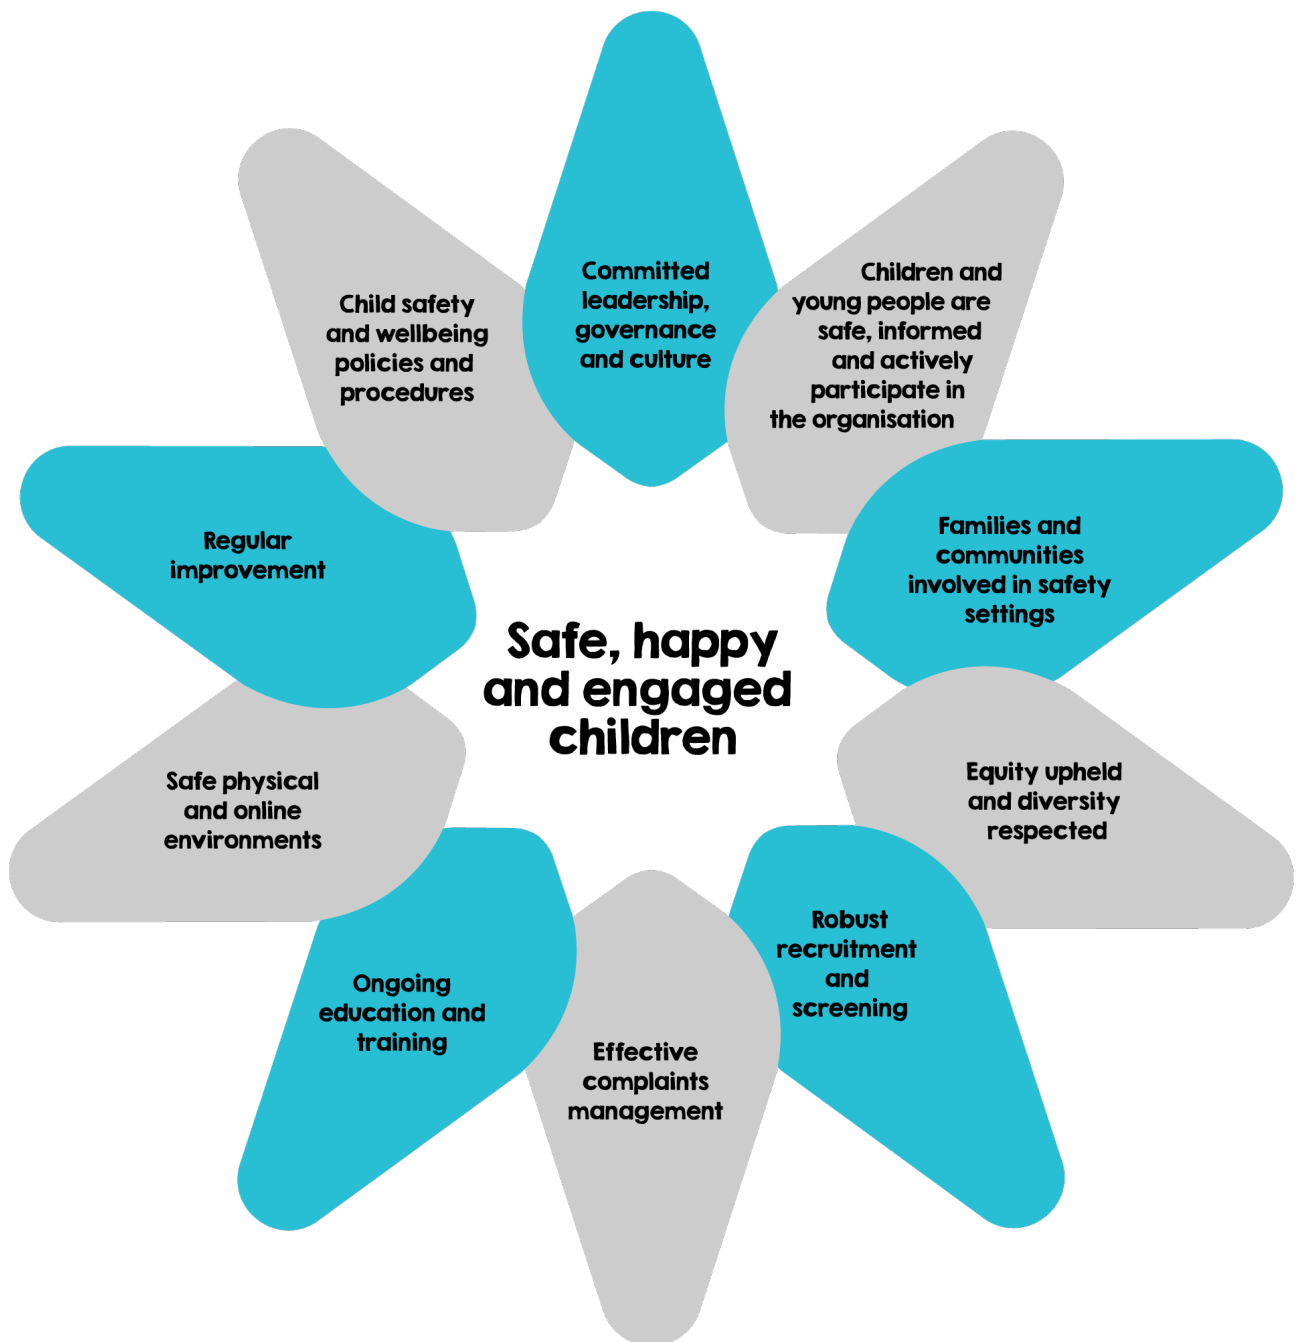 Committed
leadership,
governance
and culture
Children and
young people are
safe, informed
and actively
participate in
the organisation
Families and
communities
involved in safety
settings
Equity upheld
and diversity
respected
Robust
recruitment
and
screening
Effective
complaints
management
Ongoing
education and
training
Safe physical
and online
environments
Regular
improvement
Child safety
and wellbeing
policies and
procedures
Safe, happy
and engaged
children